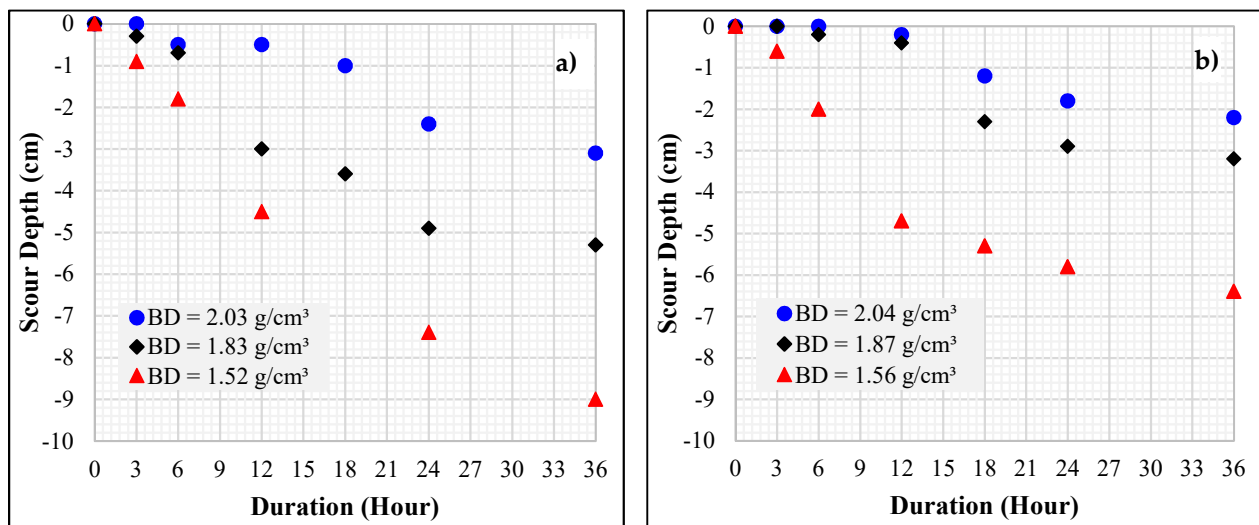 a)
0
-1
-2
-3
-4
-5
-6
-7
-8
-9
-10
Scour Depth (cm)
BD = 2.03 g/cm³
BD = 1.83 g/cm³
BD = 1.52 g/cm³
0 3 6 9 12 15 18 21 24 27 30 33 36
Duration (Hour)
b)
0
-1
-2
-3
-4
-5
-6
-7
-8
-9
-10
Scour Depth (cm)
BD = 2.04 g/cm³
BD = 1.87 g/cm³
BD = 1.56 g/cm³
0 3 6 9 12 15 18 21 24 27 30 33 36
Duration (Hour)